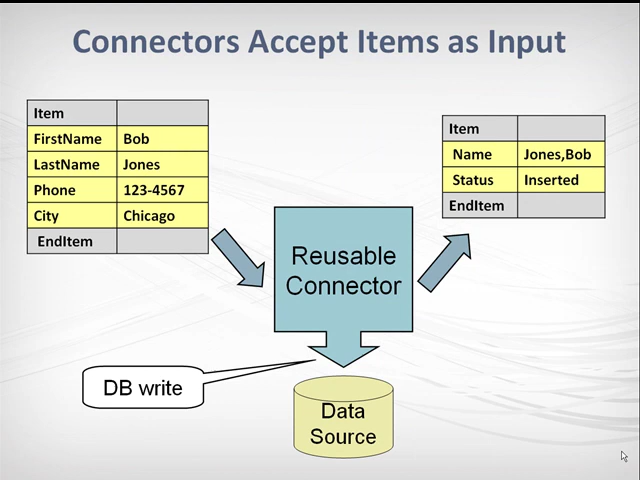 Connectors Accept Items as Input
Item
FirstName Bob
LastName Jones
Phone 123-4567
City Chicago
EndItem
Item
Name Jones,Bob
Status Inserted
EndItem
Reusable
Connector
DB write
Data
Source